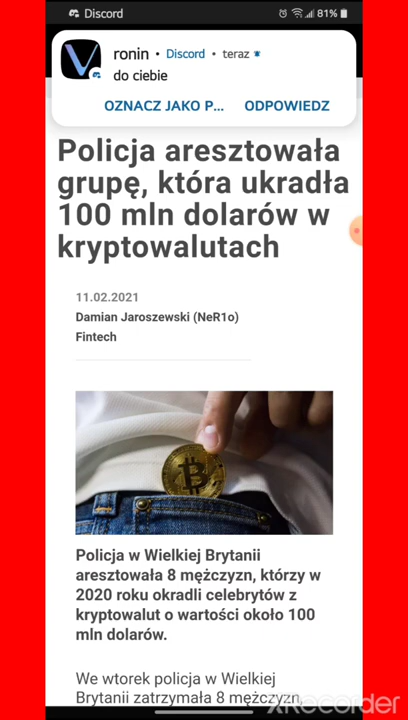 Discord
81%
ronin • Discord • teraz
do ciebie
OZNACZ JAKO P... ODPOWIEDZ
Policja aresztowała
grupę, która ukradła
100 mln dolarów w
kryptowalutach
11.02.2021
Damian Jaroszewski (NeR1o)
Fintech
Policja w Wielkiej Brytanii
aresztowała 8 mężczyzn, którzy w
2020 roku okradli celebrytów z
kryptowalut o wartości około 100
mln dolarów.
We wtorek policja w Wielkiej
Brytanii zatrzymała 8 mężczyzn,
XRecorder